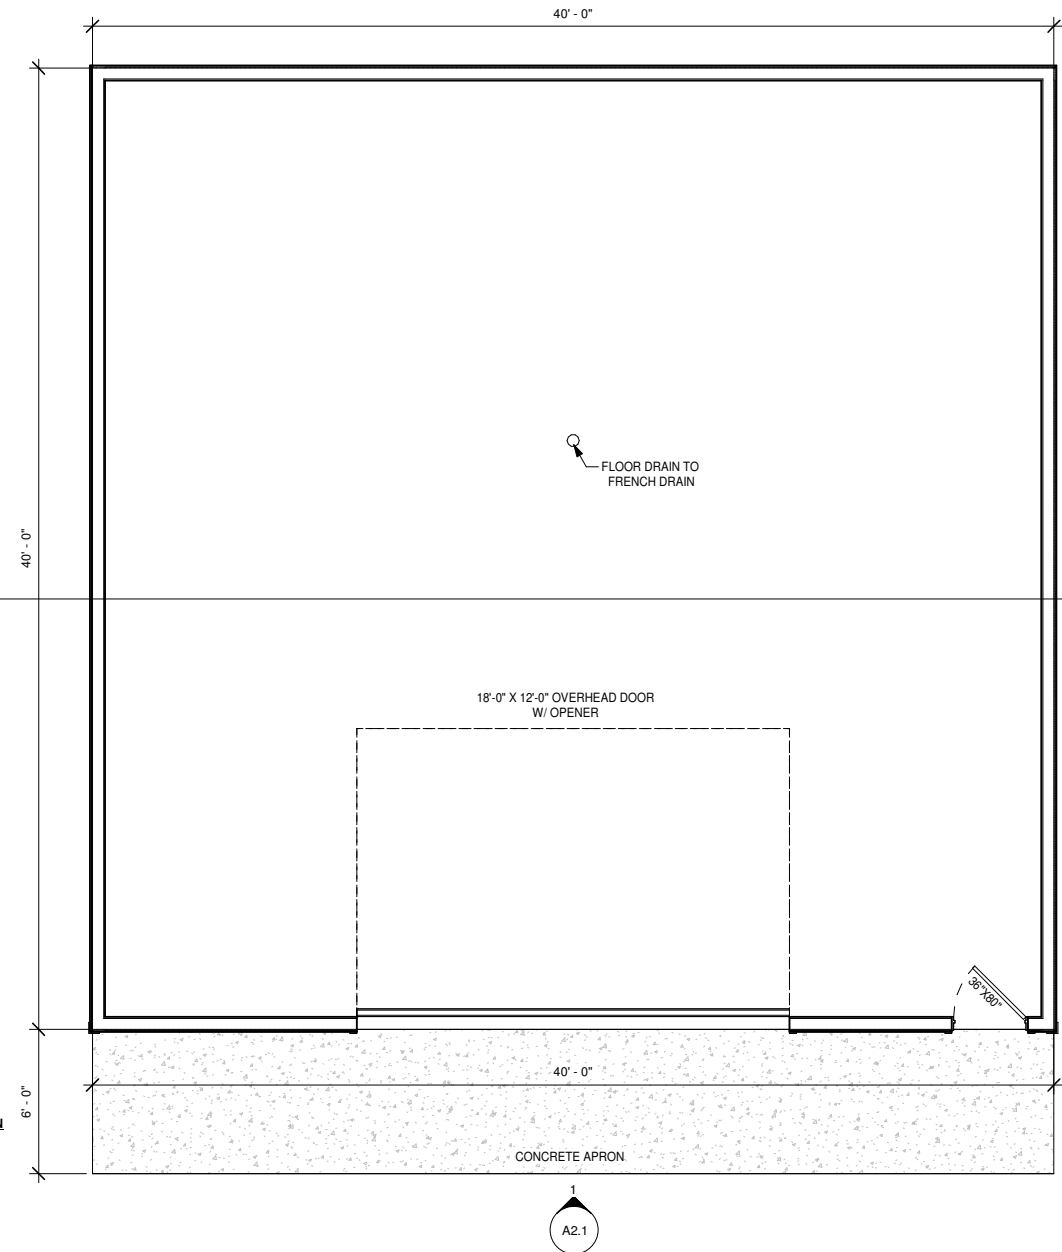 40' - 0"
FLOOR DRAIN TO
FRENCH DRAIN
40' - 0"
18'-0" X 12'-0" OVERHEAD DOOR
W/ OPENER
36"X80"
40' - 0"
6' - 0"
CONCRETE APRON
1
A2.1